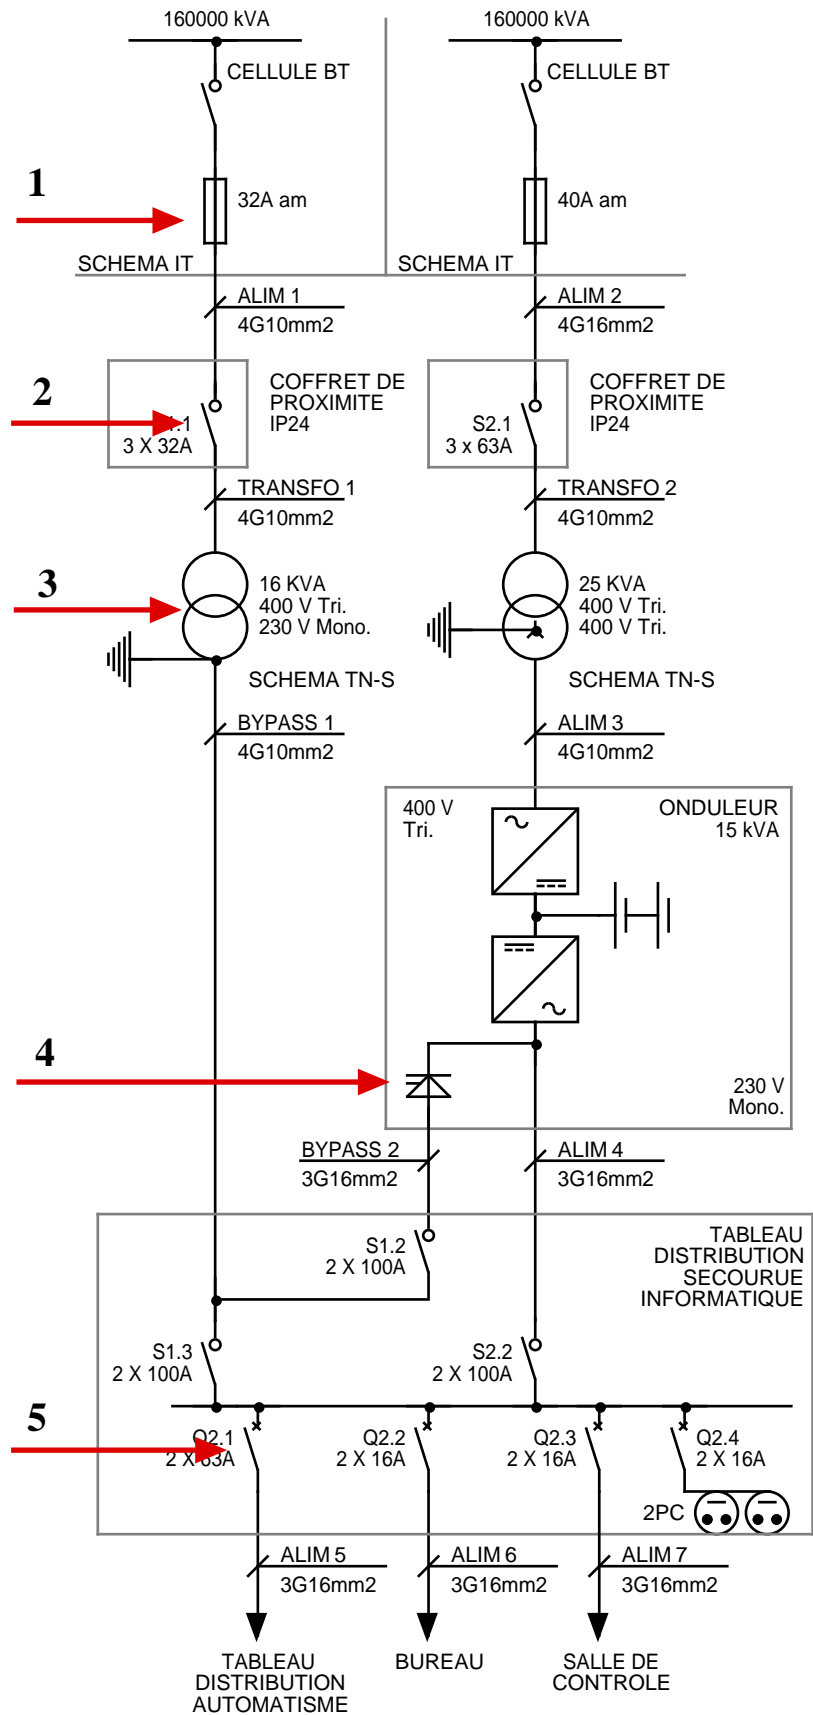 160000 kVA
160000 kVA
CELLULE BT
CELLULE BT
1
32A am
40A am
SCHEMA IT
SCHEMA IT
ALIM 1
4G10mm2
ALIM 2
4G16mm2
2
COFFRET DE
PROXIMITE
IP24
3 X 32A
S2.1
3 x 63A
COFFRET DE
PROXIMITE
IP24
TRANSFO 1
4G10mm2
TRANSFO 2
4G10mm2
3
16 KVA
400 V Tri.
230 V Mono.
25 KVA
400 V Tri.
400 V Tri.
SCHEMA TN-S
SCHEMA TN-S
BYPASS 1
4G10mm2
ALIM 3
4G10mm2
400 V
Tri.
ONDULEUR
15 kVA
4
230 V
Mono.
BYPASS 2
3G16mm2
ALIM 4
3G16mm2
S1.2
2 X 100A
TABLEAU
DISTRIBUTION
SECOURUE
INFORMATIQUE
S1.3
2 X 100A
S2.2
2 X 100A
5
Q2.1
2 X 63A
Q2.2
2 X 16A
Q2.3
2 X 16A
Q2.4
2 X 16A
2PC
ALIM 5
3G16mm2
ALIM 6
3G16mm2
ALIM 7
3G16mm2
TABLEAU
DISTRIBUTION
AUTOMATISME
BUREAU
SALLE DE
CONTROLE